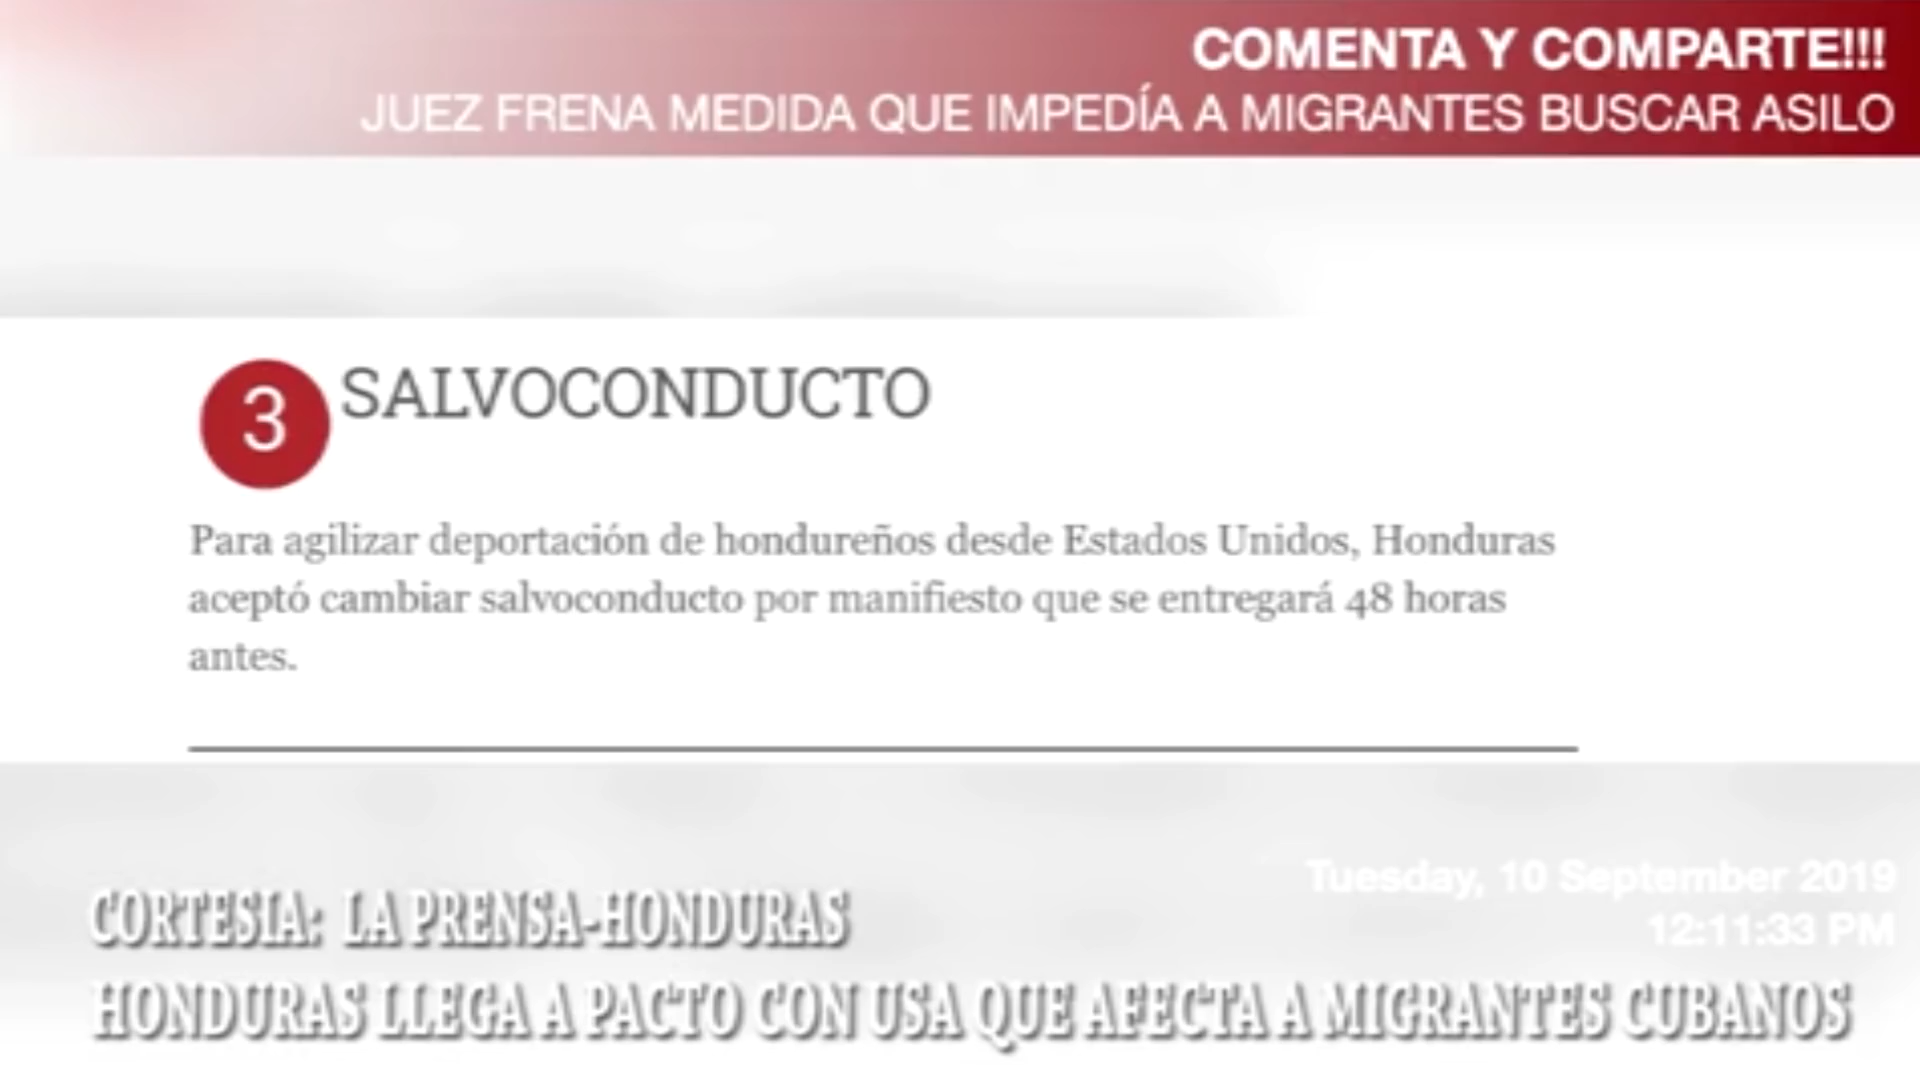 COMENTA Y COMPARTE!!!
JUEZ FRENA MEDIDA QUE IMPEDÍA A MIGRANTES BUSCAR ASILO
3 SALVOCONDUCTO
Para agilizar deportación de hondureños desde Estados Unidos, Honduras
aceptó cambiar salvoconducto por manifiesto que se entregará 48 horas
antes.
Tuesday, 10 September 2019
12:11:33 PM
CORTESIA: LA PRENSA-HONDURAS
HONDURAS LLEGA A PACTO CON USA QUE AFECTA A MIGRANTES CUBANOS